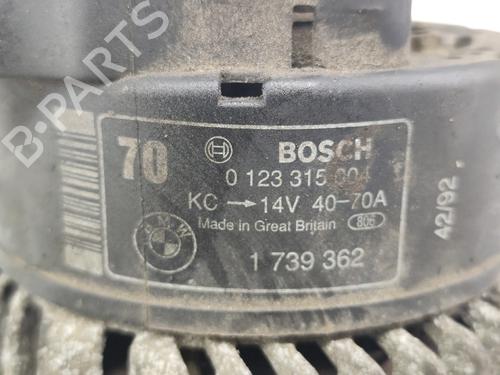 B-PARTS
70 BOSCH
0 123 315 004
KC → 14V 40-70A
Made in Great Britain 806
BMW
1 739 362
42/92